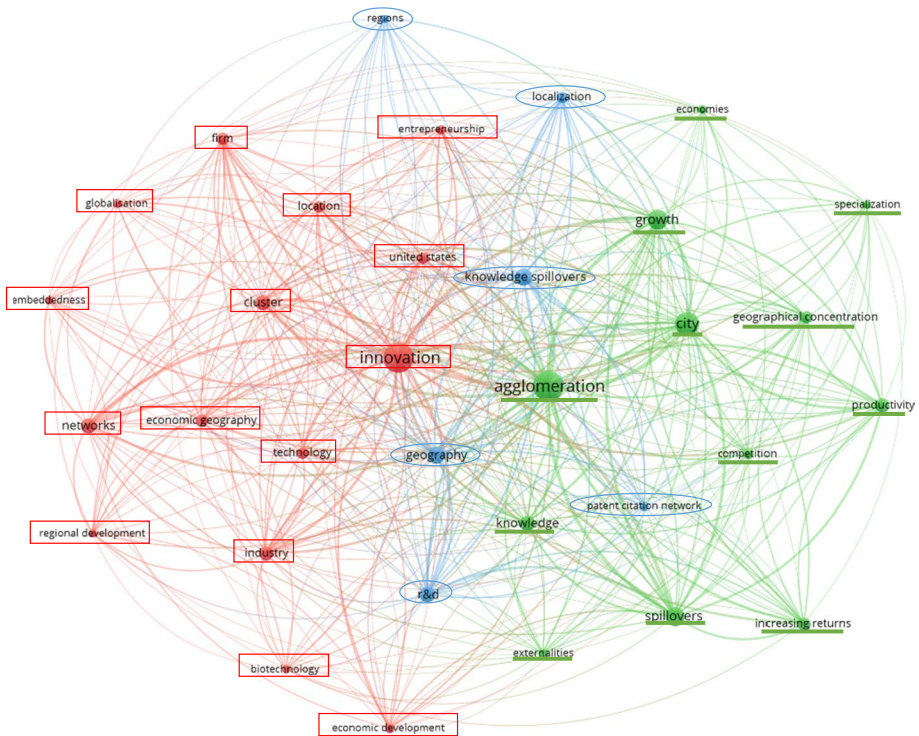 regions
localization
economies
entrepreneurship
firm
globalisation
location
specialization
growth
united states
knowledge spillovers
embeddedness
cluster
geographical concentration
city
innovation
agglomeration
productivity
economic geography
networks
technology
geography
competition
patent citation network
knowledge
regional development
industry
r&d
spillovers
increasing returns
externalities
biotechnology
economic development